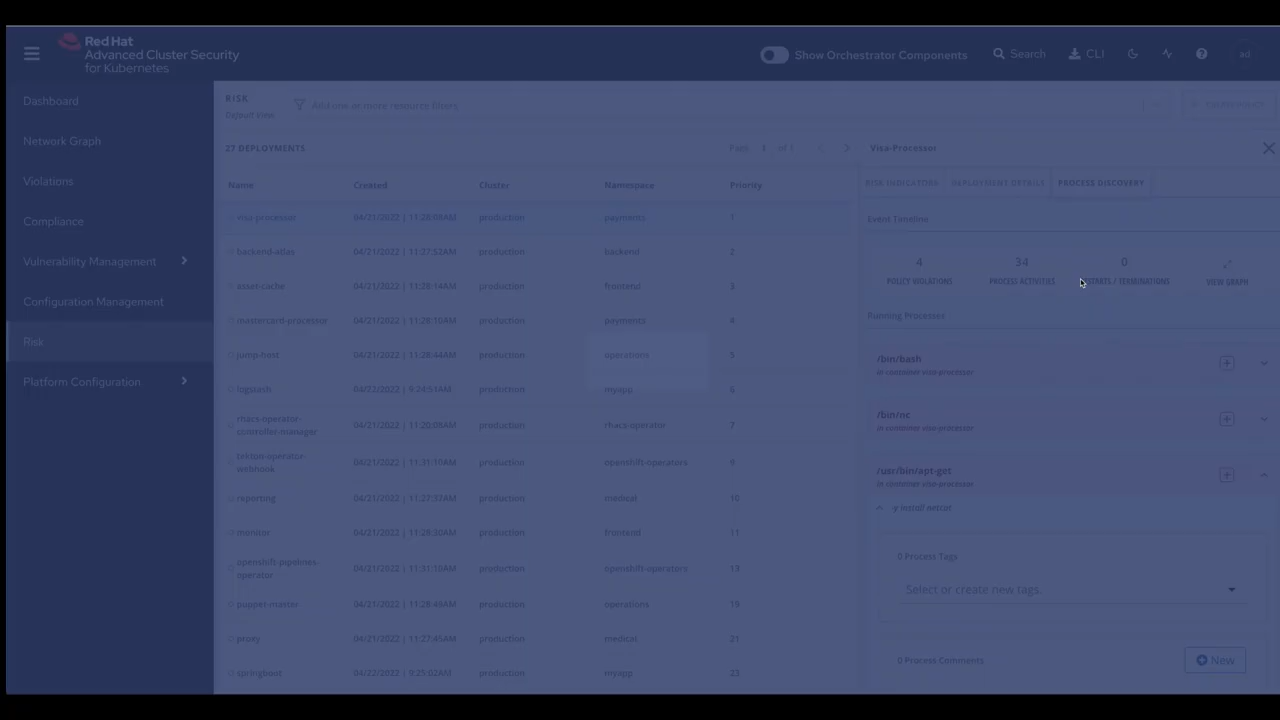 Red Hat
Advanced Cluster Security
for Kubernetes
Show Orchestrator Components
Search
CLI
ad
Dashboard
Network Graph
Violations
Compliance
Vulnerability Management
Configuration Management
Risk
Platform Configuration
RISK
Default View
Add one or more resource filters
CREATE POLICY
27 DEPLOYMENTS
Page 1 of 1
Name Created Cluster Namespace Priority
visa-processor 04/21/2022 | 11:28:08AM production payments 1
backend-atlas 04/21/2022 | 11:27:52AM production backend 2
asset-cache 04/21/2022 | 11:28:14AM production frontend 3
mastercard-processor 04/21/2022 | 11:28:10AM production payments 4
jump-host 04/21/2022 | 11:28:44AM production operations 5
logstash 04/22/2022 | 9:24:51AM production myapp 6
rhacs-operator-
controller-manager 04/21/2022 | 11:20:08AM production rhacs-operator 7
tekton-operator-
webhook 04/21/2022 | 11:31:10AM production openshift-operators 9
reporting 04/21/2022 | 11:27:32AM production medical 10
monitor 04/21/2022 | 11:28:30AM production frontend 11
openshift-pipelines-
operator 04/21/2022 | 11:31:10AM production openshift-operators 13
puppet-master 04/21/2022 | 11:28:46AM production operations 19
proxy 04/21/2022 | 11:27:45AM production medical 21
springboot 04/22/2022 | 9:25:02AM production myapp 23
Visa-Processor
RISK INDICATORS DEPLOYMENT DETAILS PROCESS DISCOVERY
Event Timeline
4 34 0
POLICY VIOLATIONS PROCESS ACTIVITIES RESTARTS / TERMINATIONS VIEW GRAPH
Running Processes
/bin/bash
in container visa-processor
/bin/nc
in container visa-processor
/usr/bin/apt-get
in container visa-processor
-y install netcat
0 Process Tags
Select or create new tags.
0 Process Comments
New